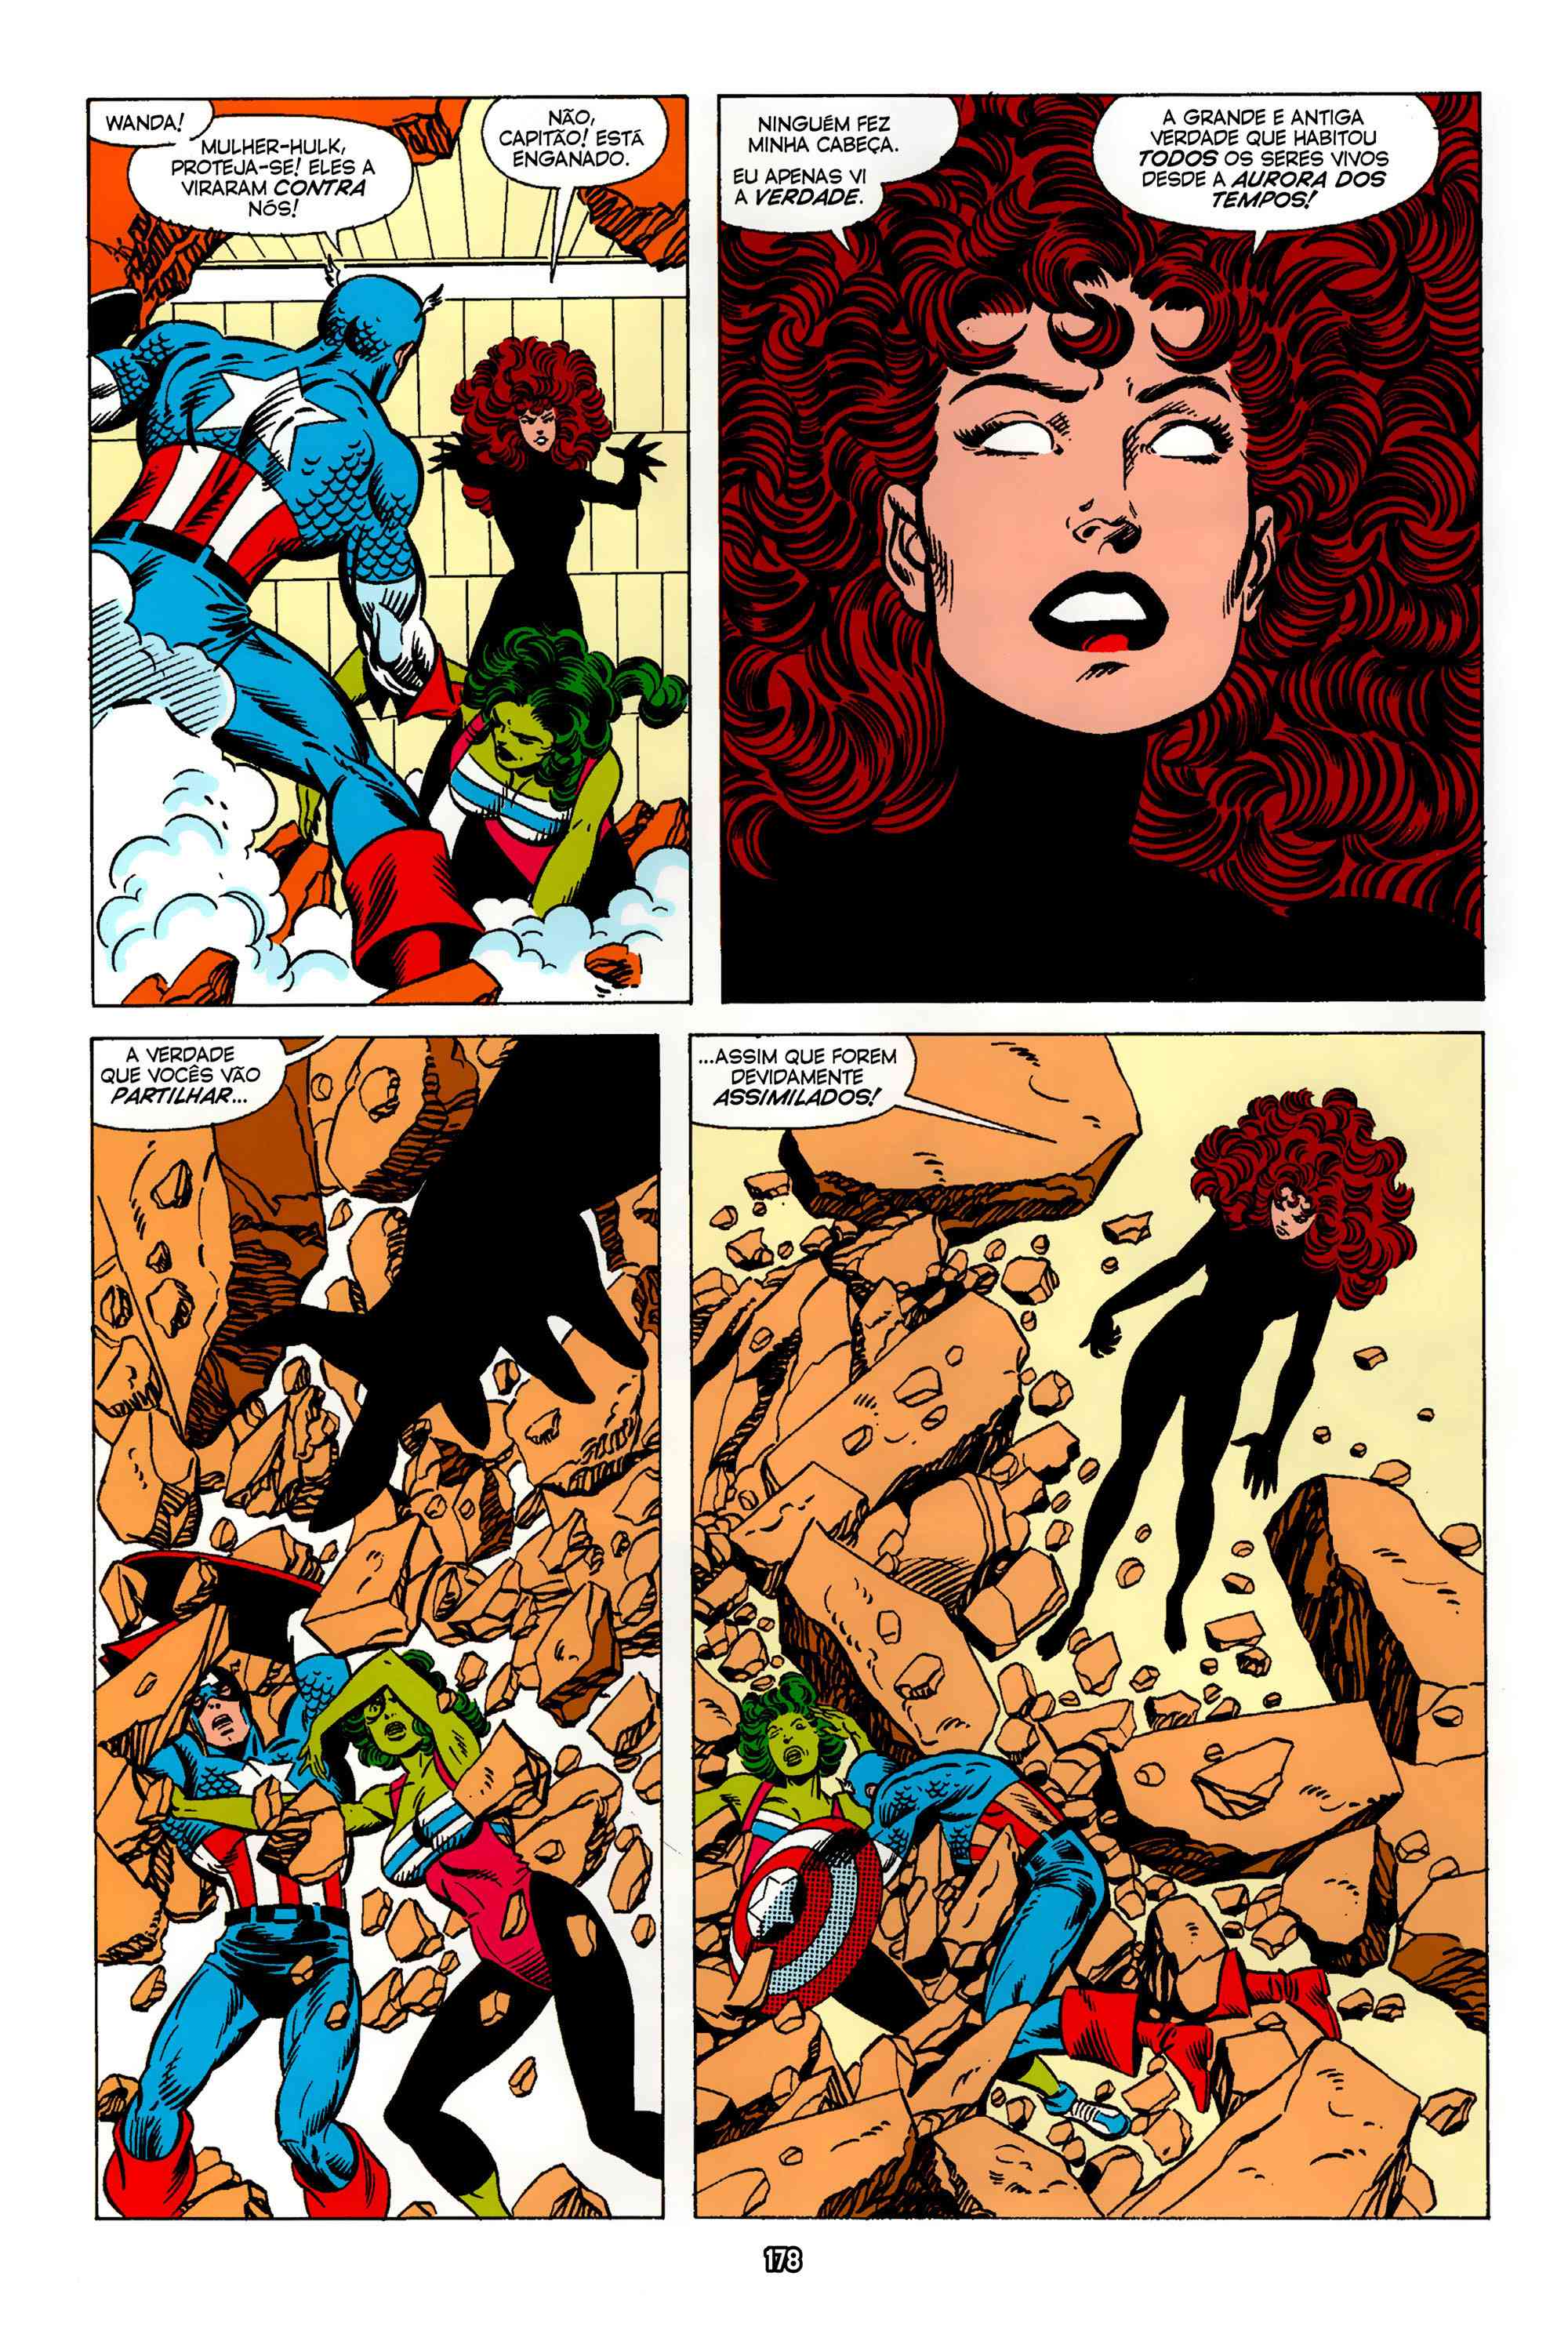 WANDA!
MULHER-HULK,
PROTEJA-SE! ELES A
VIRARAM CONTRA
NÓS!
NÃO,
CAPITÃO! ESTÁ
ENGANADO.
NINGUÉM FEZ
MINHA CABEÇA.
EU APENAS VI
A VERDADE.
A GRANDE E ANTIGA
VERDADE QUE HABITOU
TODOS OS SERES VIVOS
DESDE A AURORA DOS
TEMPOS!
A VERDADE
QUE VOCÊS VÃO
PARTILHAR...
...ASSIM QUE FOREM
DEVIDAMENTE
ASSIMILADOS!
178